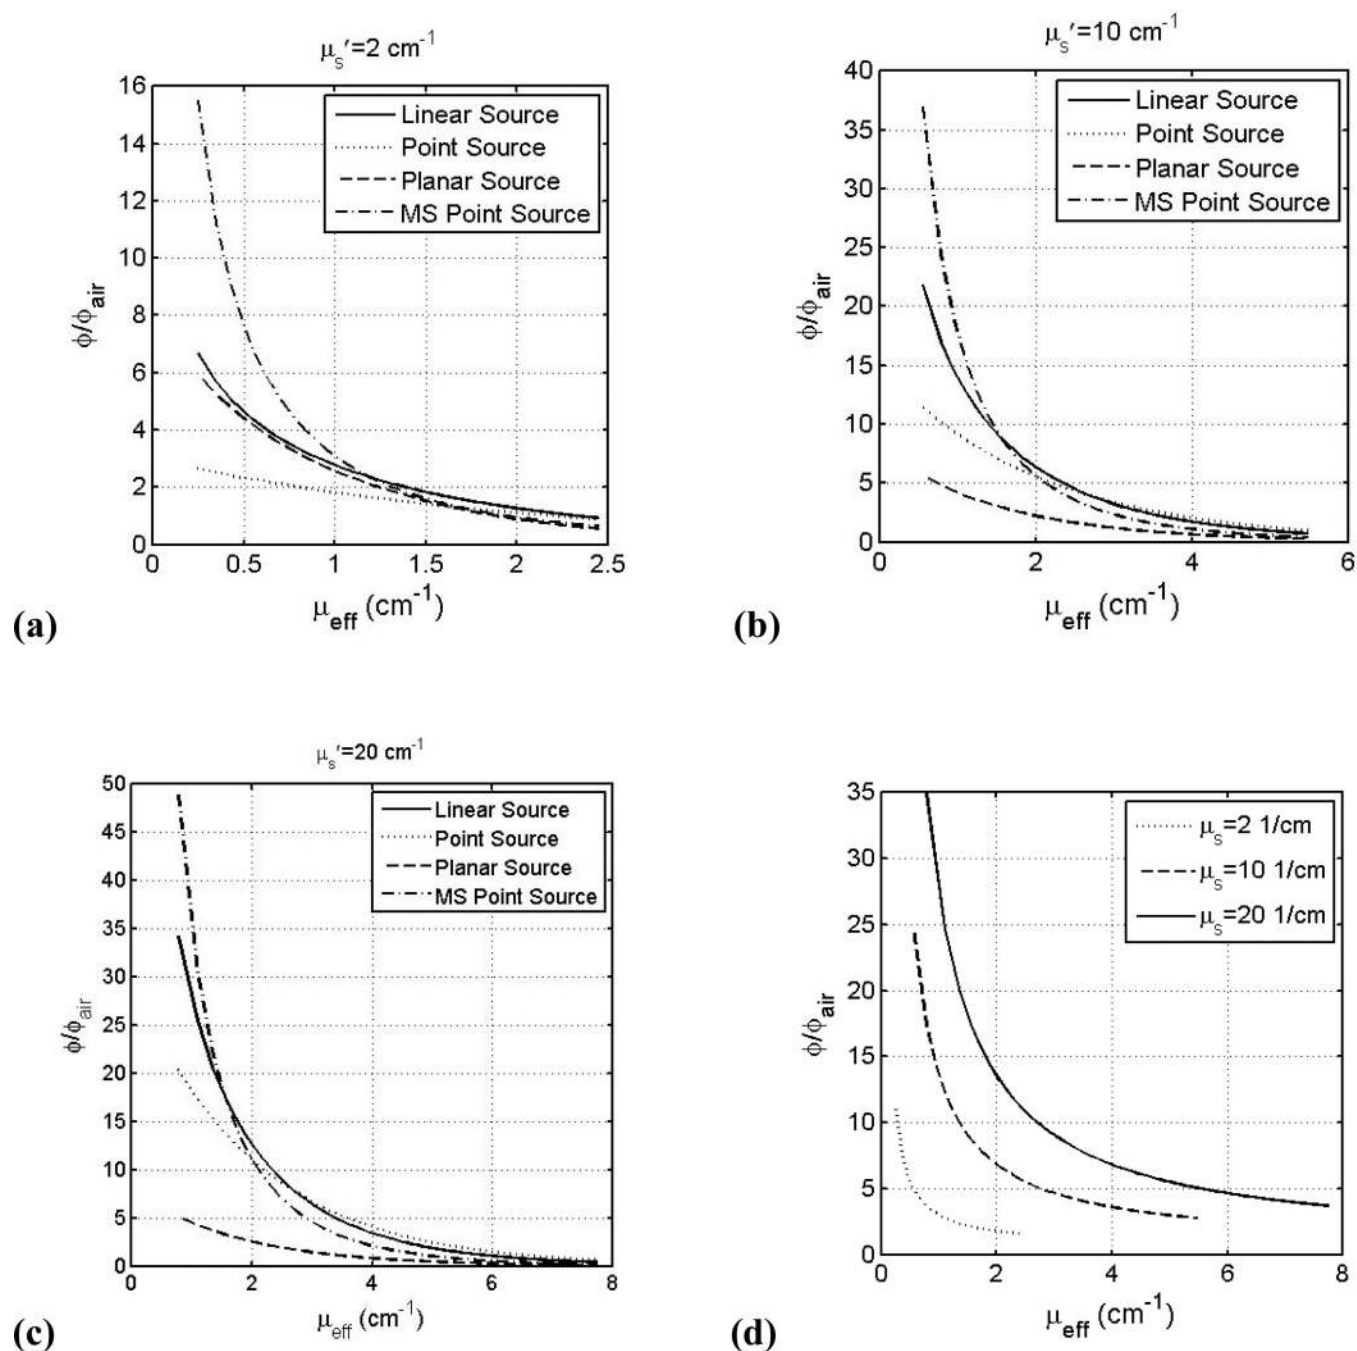 μs′=2 cm-1
16
14
12
10
8
6
4
2
0
0 0.5 1 1.5 2 2.5
ϕ/ϕair
μeff (cm-1)
Linear Source
Point Source
Planar Source
MS Point Source
(a)
μs′=10 cm-1
40
35
30
25
20
15
10
5
0
0 2 4 6
ϕ/ϕair
μeff (cm-1)
Linear Source
Point Source
Planar Source
MS Point Source
(b)
μs′=20 cm-1
50
45
40
35
30
25
20
15
10
5
0
0 2 4 6 8
ϕ/ϕair
μeff (cm-1)
Linear Source
Point Source
Planar Source
MS Point Source
(c)
35
30
25
20
15
10
5
0
0 2 4 6 8
ϕ/ϕair
μeff (cm-1)
μs=2 1/cm
μs=10 1/cm
μs=20 1/cm
(d)